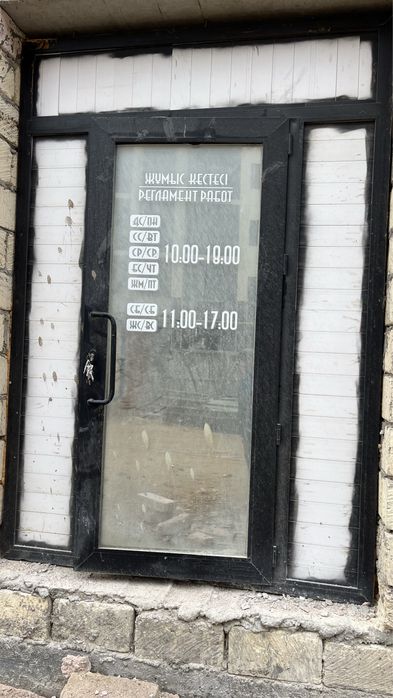 ЖҰМЫС КЕСТЕСІ
РЕГЛАМЕНТ РАБОТ
ДС/ПН
СС/ВТ
СР/СР 10:00-18:00
БС/ЧТ
ЖМ/ПТ
СБ/СБ 11:00-17:00
ЖС/ВС